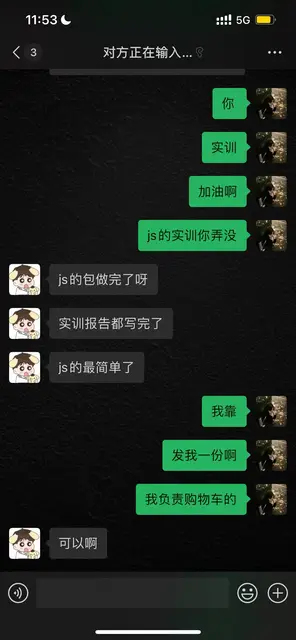 11:53
5G
3
对方正在输入...
你
实训
加油啊
js的实训你弄没
js的包做完了呀
实训报告都写完了
js的最简单了
我靠
发我一份啊
我负责购物车的
可以啊